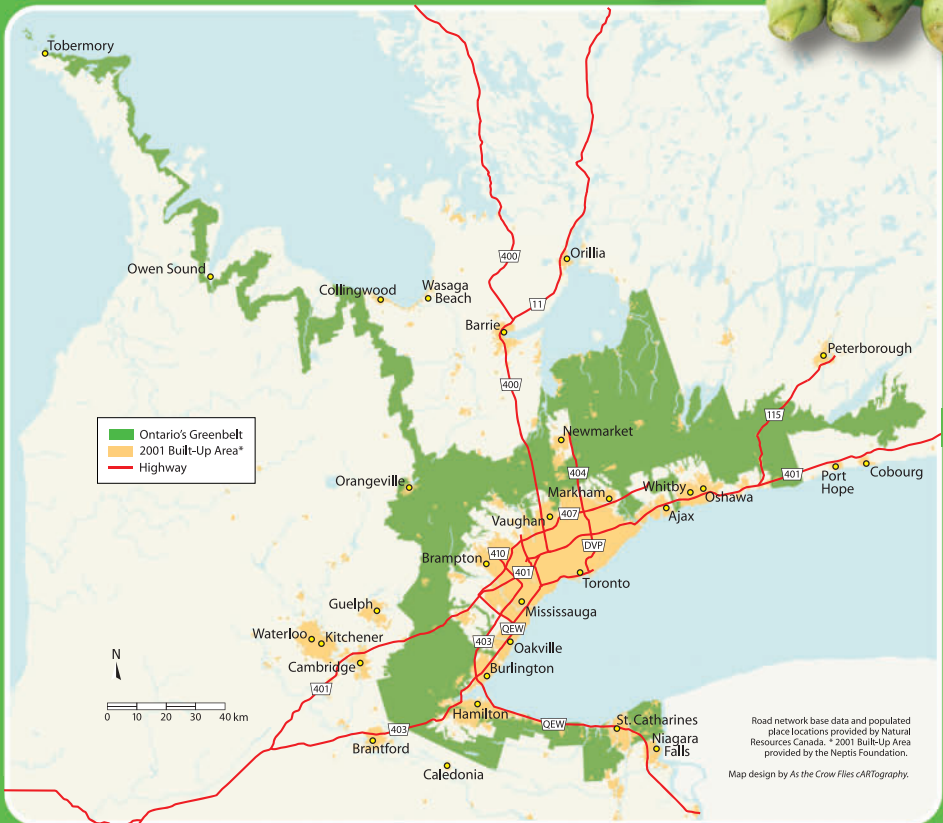 Tobermory
400
Orillia
Owen Sound
Collingwood
Wasaga
Beach
11
Barrie
400
Peterborough
115
Ontario's Greenbelt
2001 Built-Up Area*
Highway
Newmarket
404
Orangeville
Markham
Whitby
Oshawa
401
Port
Hope
Cobourg
Vaughan
407
Ajax
DVP
Brampton
410
401
Toronto
Guelph
Mississauga
Waterloo
Kitchener
403
QEW
Oakville
Cambridge
Burlington
N
401
0 10 20 30 40 km
Hamilton
QEW
St. Catharines
Niagara
Falls
403
Brantford
Caledonia
Road network base data and populated
place locations provided by Natural
Resources Canada. * 2001 Built-Up Area
provided by the Neptis Foundation.
Map design by As the Crow Flies cARTography.